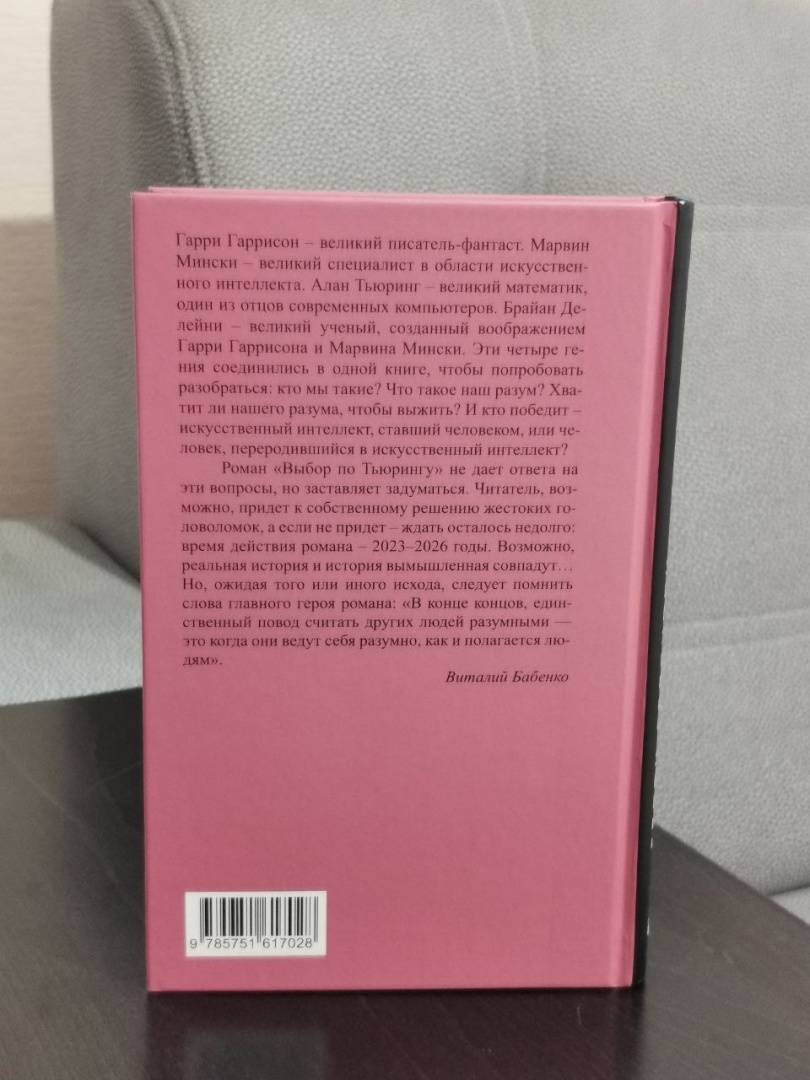 Гарри Гаррисон – великий писатель-фантаст. Марвин
Мински – великий специалист в области искусствен-
ного интеллекта. Алан Тьюринг – великий математик,
один из отцов современных компьютеров. Брайан Де-
лейни – великий ученый, созданный воображением
Гарри Гаррисона и Марвина Мински. Эти четыре ге-
ния соединились в одной книге, чтобы попробовать
разобраться: кто мы такие? Что такое наш разум? Хва-
тит ли нашего разума, чтобы выжить? И кто победит –
искусственный интеллект, ставший человеком, или че-
ловек, переродившийся в искусственный интеллект?
Роман «Выбор по Тьюрингу» не дает ответа на
эти вопросы, но заставляет задуматься. Читатель, воз-
можно, придет к собственному решению жестоких го-
ловоломок, а если не придет – ждать осталось недолго:
время действия романа – 2023–2026 годы. Возможно,
реальная история и история вымышленная совпадут…
Но, ожидая того или иного исхода, следует помнить
слова главного героя романа: «В конце концов, един-
ственный повод считать других людей разумными —
это когда они ведут себя разумно, как и полагается лю-
дям».
Виталий Бабенко
9 785751 617028